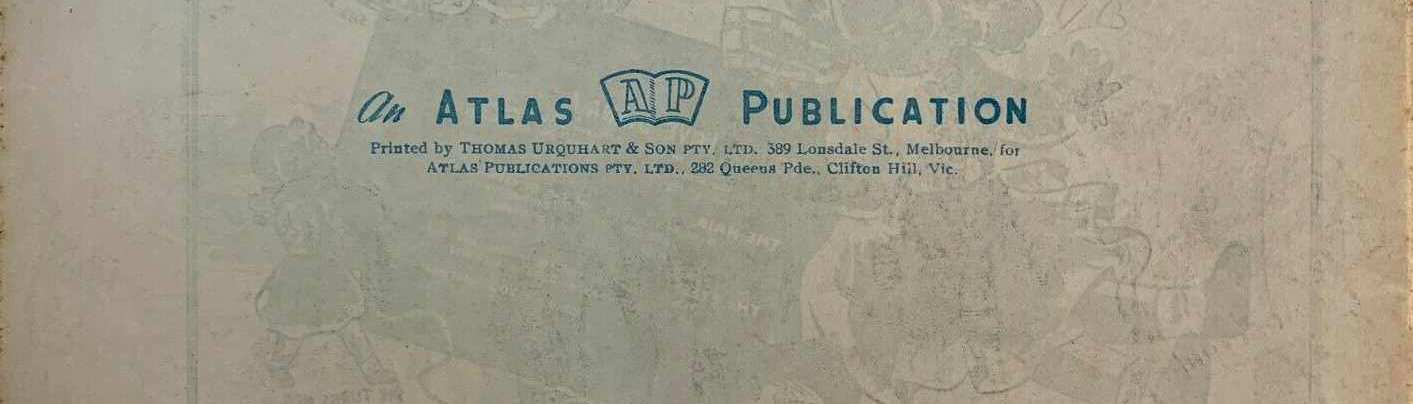 An ATLAS AP PUBLICATION
Printed by THOMAS URQUHART & SON PTY. LTD. 389 Lonsdale St., Melbourne, for
ATLAS PUBLICATIONS PTY. LTD., 282 Queens Pde., Clifton Hill, Vic.